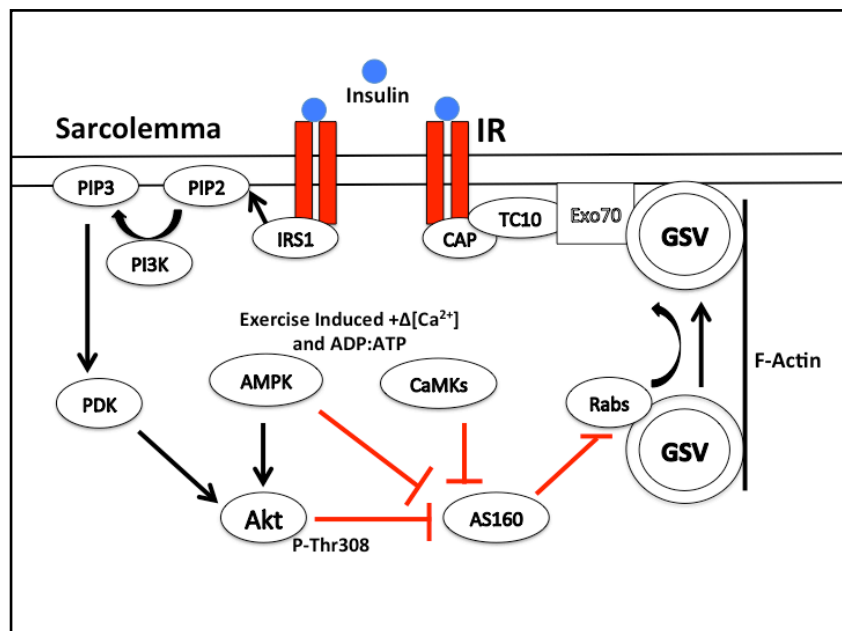 Insulin
Sarcolemma
IR
PIP3
PIP2
PI3K
IRS1
CAP
TC10
Exo70
GSV
Exercise Induced +Δ[Ca²⁺]
and ADP:ATP
F-Actin
AMPK
CaMKs
Rabs
PDK
GSV
Akt
P-Thr308
AS160